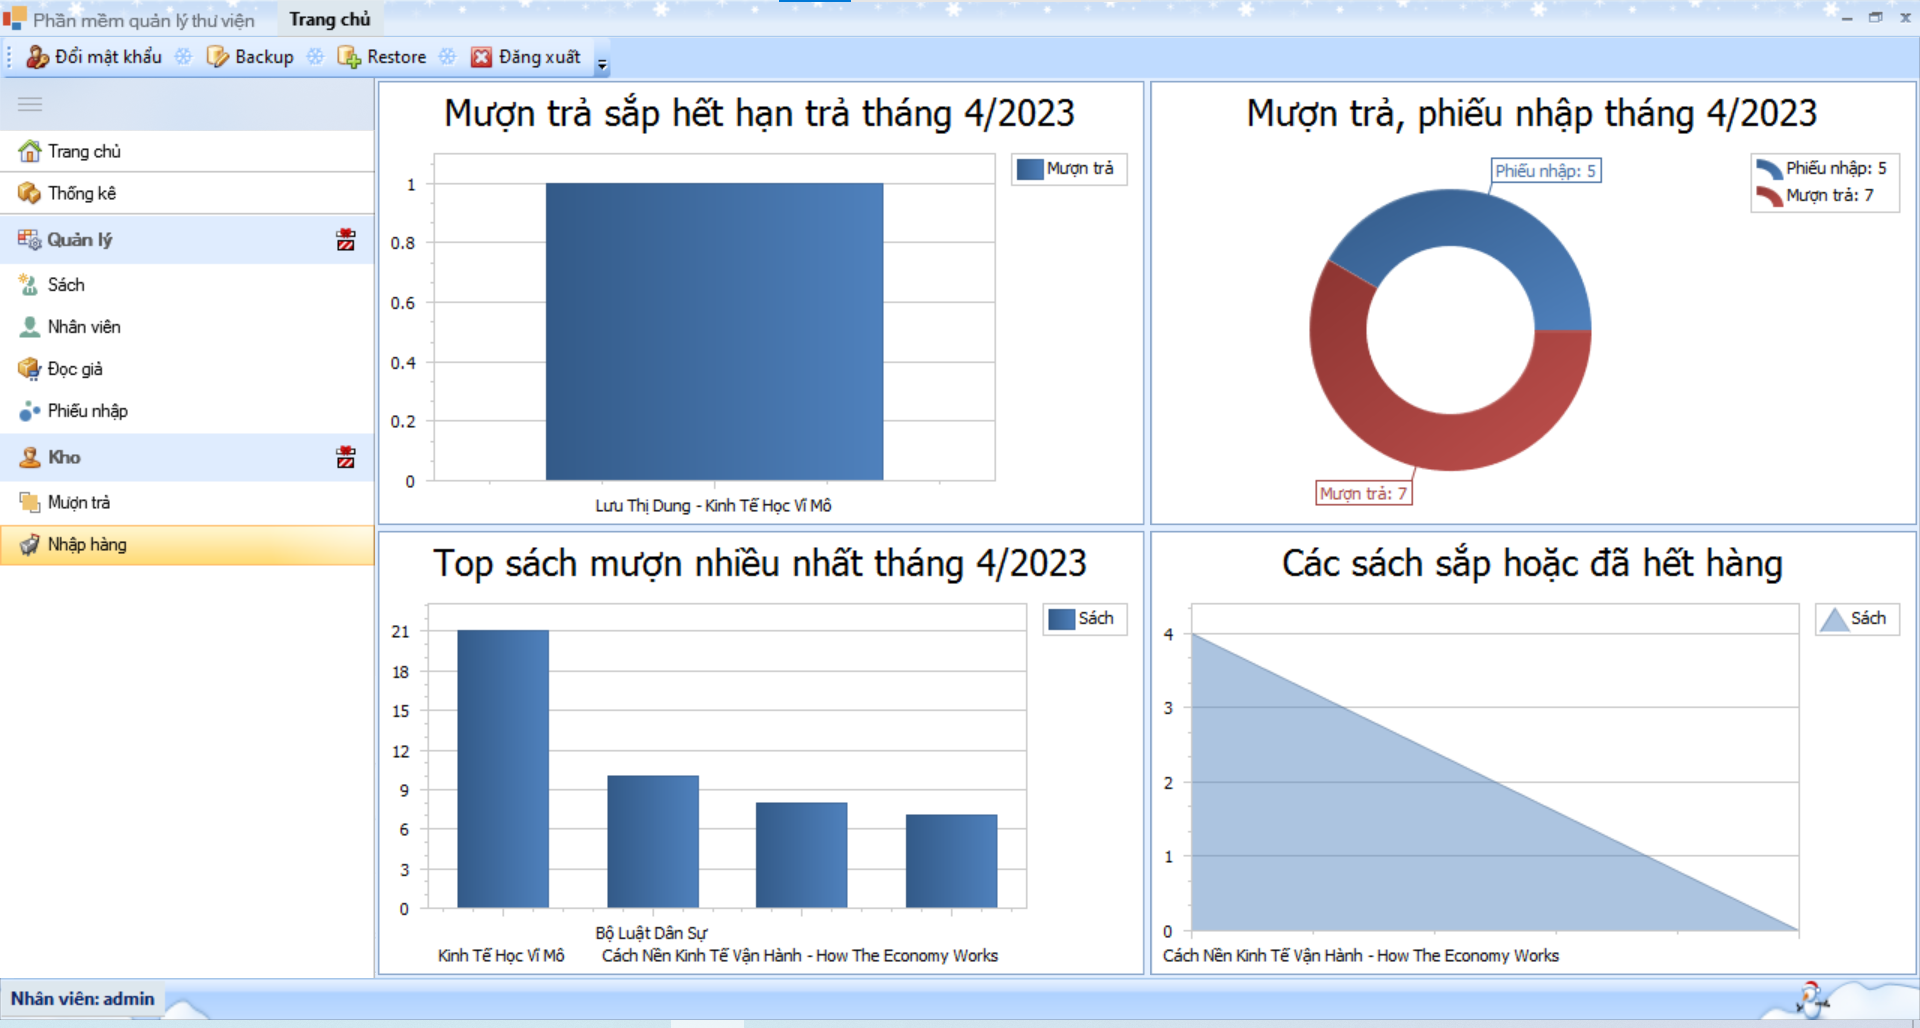 Phần mềm quản lý thư viện
Trang chủ
Đổi mật khẩu
Backup
Restore
Đăng xuất
Trang chủ
Thống kê
Quản lý
Sách
Nhân viên
Đọc giả
Phiếu nhập
Kho
Mượn trả
Nhập hàng
Mượn trả sắp hết hạn trả tháng 4/2023
Mượn trả
1
0.8
0.6
0.4
0.2
0
Lưu Thị Dung - Kinh Tế Học Vĩ Mô
Mượn trả, phiếu nhập tháng 4/2023
Phiếu nhập: 5
Phiếu nhập: 5
Mượn trả: 7
Mượn trả: 7
Top sách mượn nhiều nhất tháng 4/2023
Sách
21
18
15
12
9
6
3
0
Bộ Luật Dân Sự
Kinh Tế Học Vĩ Mô
Cách Nền Kinh Tế Vận Hành - How The Economy Works
Các sách sắp hoặc đã hết hàng
Sách
4
3
2
1
0
Cách Nền Kinh Tế Vận Hành - How The Economy Works
Nhân viên: admin